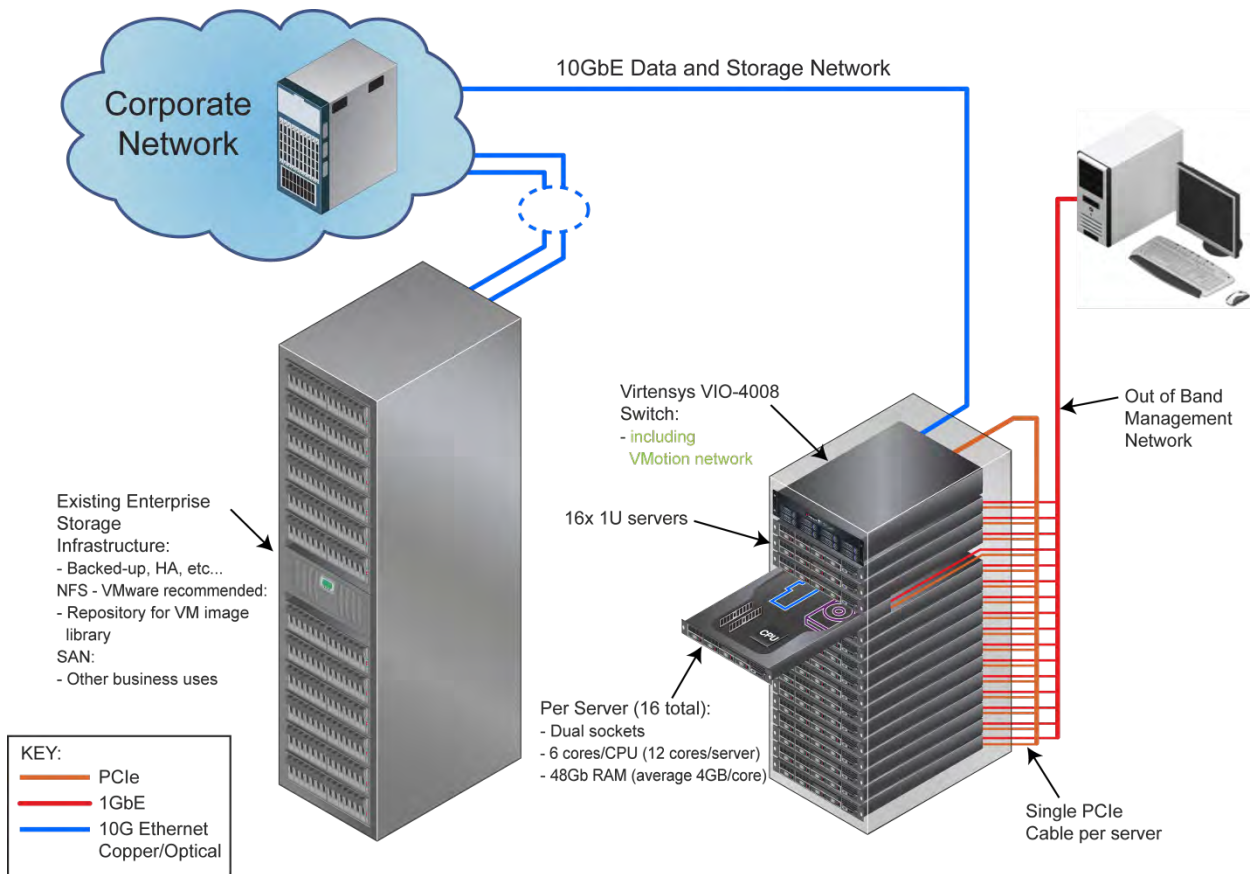 10GbE Data and Storage Network
Corporate
Network
Virtensys VIO-4008
Switch:
- including
VMotion network
Out of Band
Management
Network
Existing Enterprise
Storage
Infrastructure:
- Backed-up, HA, etc...
NFS - VMware recommended:
- Repository for VM image
library
SAN:
- Other business uses
16x 1U servers
CPU
Per Server (16 total):
- Dual sockets
- 6 cores/CPU (12 cores/server)
- 48Gb RAM (average 4GB/core)
Single PCIe
Cable per server
KEY:
PCIe
1GbE
10G Ethernet
Copper/Optical